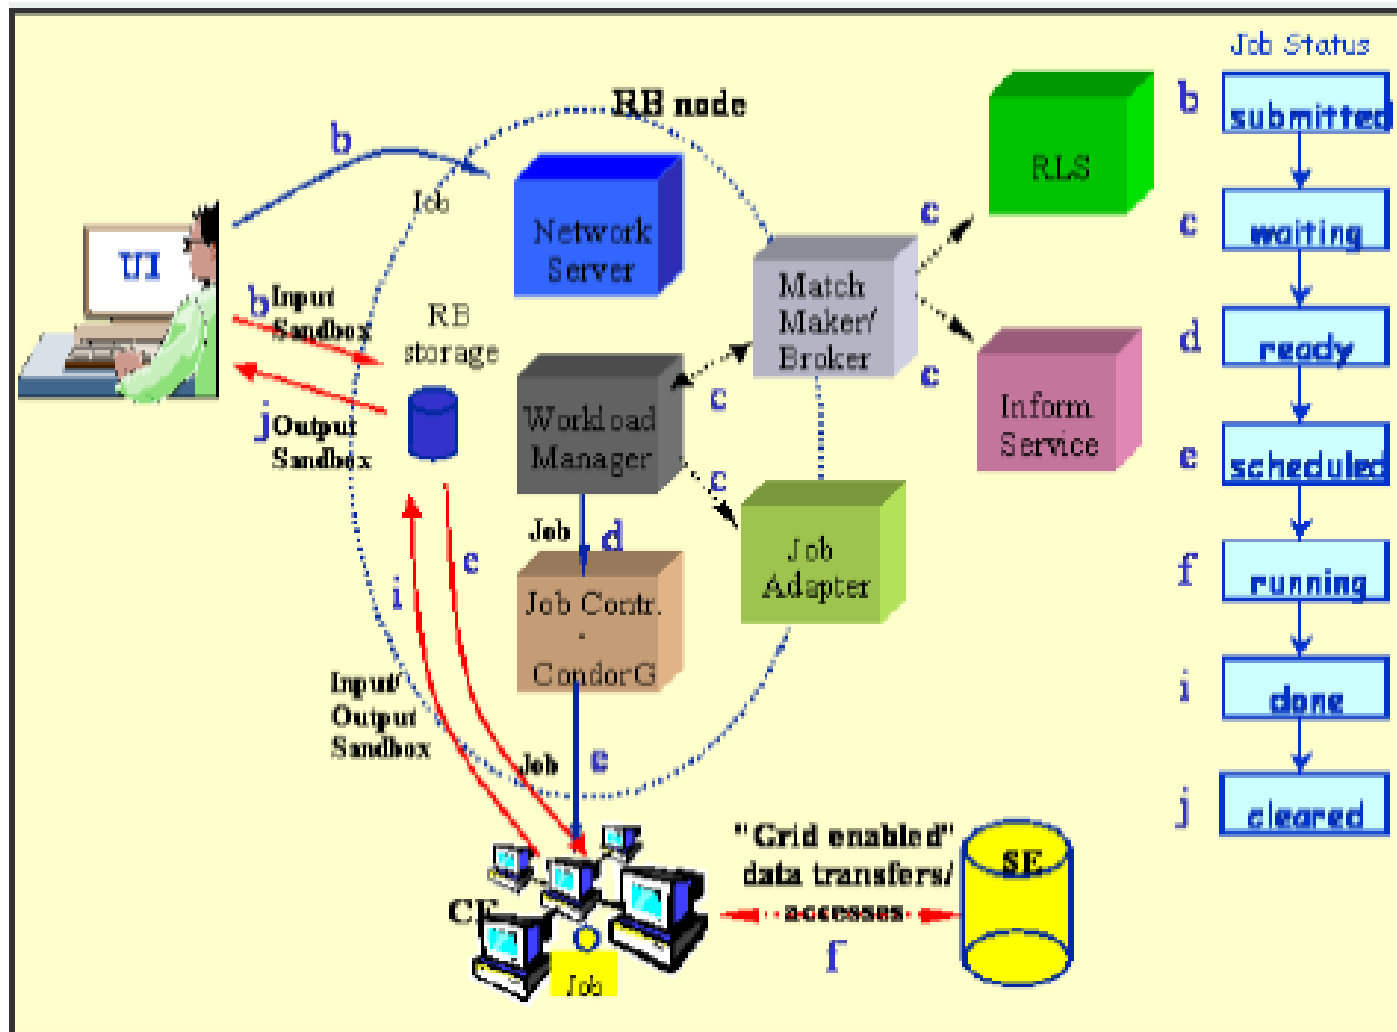 Job Status
RB node
b
submitted
b
RLS
Job
c
c
waiting
Network
Server
UI
Match
Maker/
Broker
b
Input
Sandbox
RB
storage
d
ready
c
c
Inform.
Service
j
Output
Sandbox
Workload
Manager
e
scheduled
c
Job
d
e
i
Job
Adapter
f
running
Job Contr.
-
CondorG
Input/
Output
Sandbox
i
done
Job
e
j
cleared
"Grid enabled"
data transfers/
accesses
SE
CE
f
Job